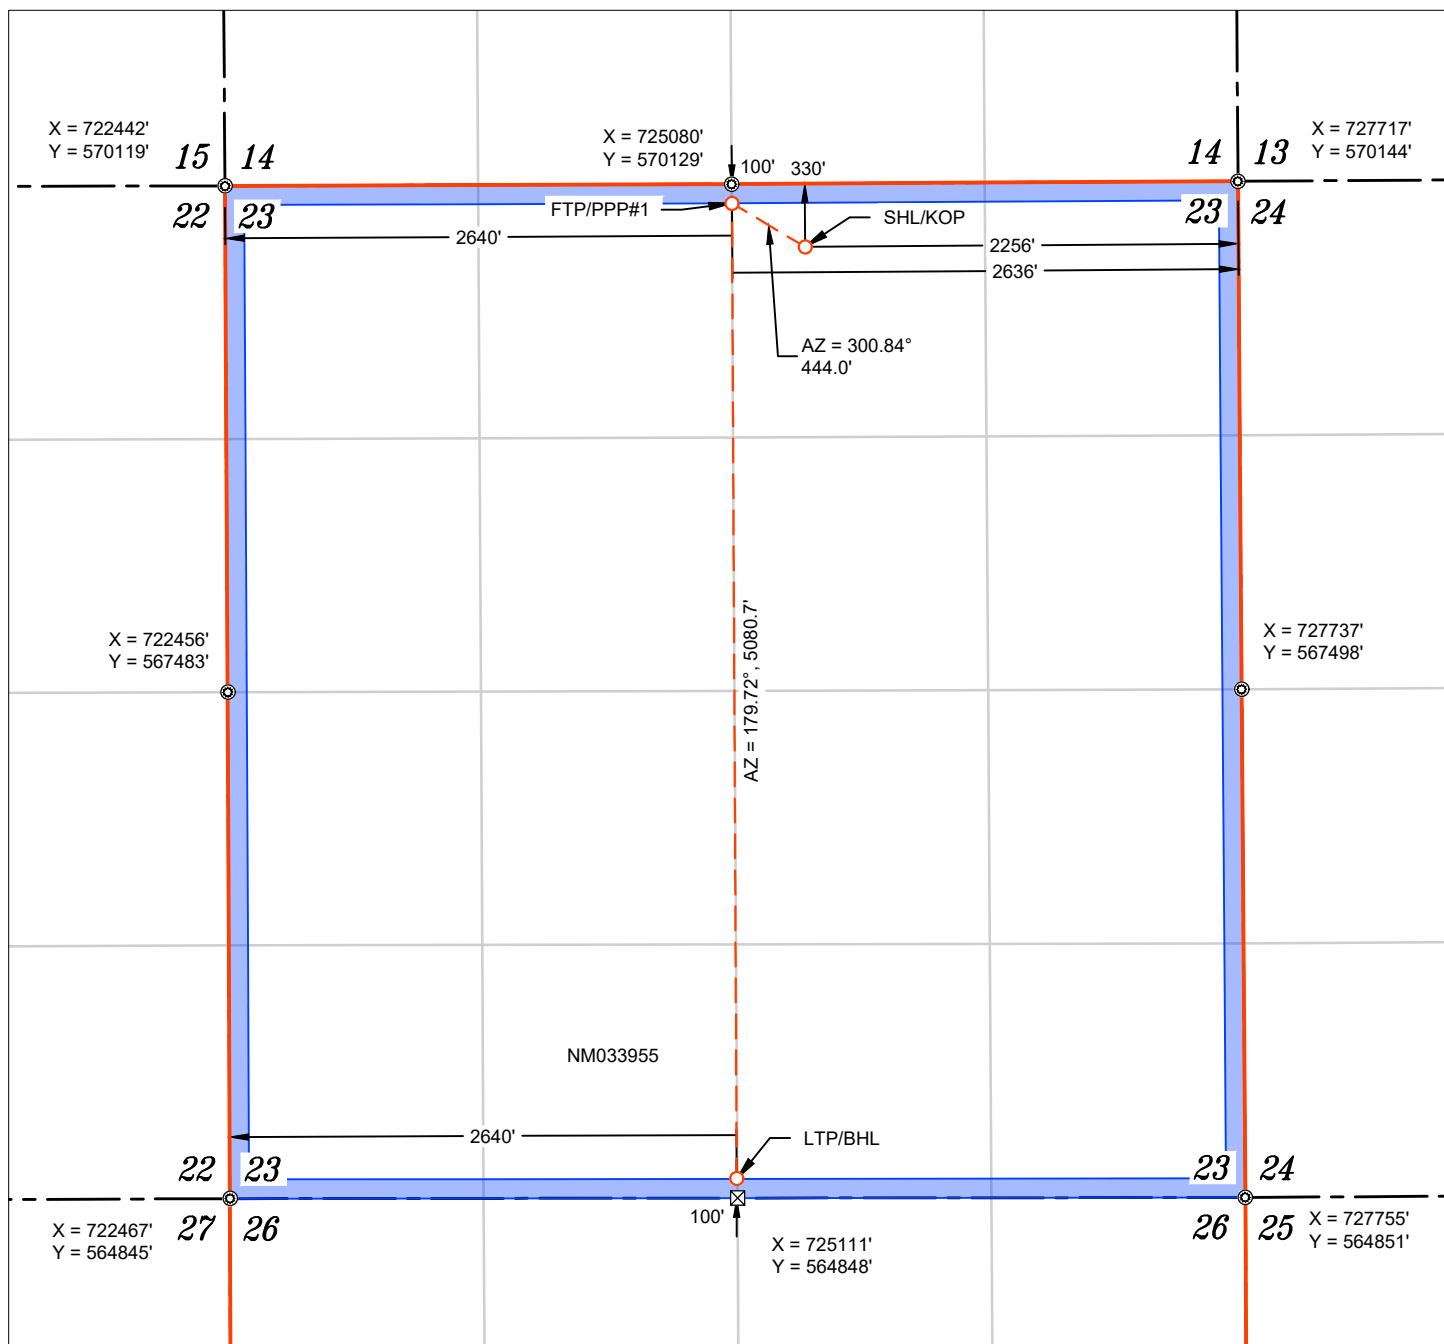 X = 722442'
Y = 570119'
X = 725080'
Y = 570129'
X = 727717'
Y = 570144'
15 14
14 13
100'
330'
22 23
FTP/PPP#1
SHL/KOP
23 24
2640'
2256'
2636'
AZ = 300.84°
444.0'
X = 722456'
Y = 567483'
AZ = 179.72°, 5080.7'
X = 727737'
Y = 567498'
NM033955
2640'
LTP/BHL
22 23
23 24
X = 722467'
Y = 564845'
27 26
100'
X = 725111'
Y = 564848'
26 25
X = 727755'
Y = 564851'